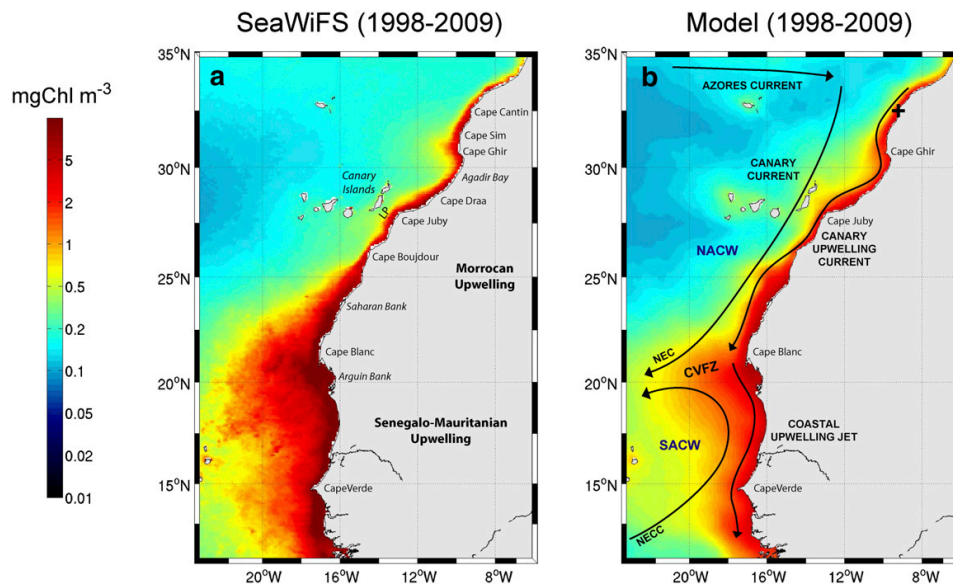 SeaWiFS (1998-2009)
Model (1998-2009)
mgChl m-3
5
2
1
0.5
0.2
0.1
0.05
0.02
0.01
a
35°N
30°N
25°N
20°N
15°N
20°W
16°W
12°W
8°W
Cape Cantin
Cape Sim
Cape Ghir
Agadir Bay
Canary
Islands
LP
Cape Draa
Cape Juby
Cape Boujdour
Morrocan
Upwelling
Saharan Bank
Cape Blanc
Arguin Bank
Senegalo-Mauritanian
Upwelling
CapeVerde
b
35°N
30°N
25°N
20°N
15°N
20°W
16°W
12°W
8°W
AZORES CURRENT
+
Cape Ghir
CANARY
CURRENT
Cape Juby
CANARY
UPWELLING
CURRENT
NACW
NEC
CVFZ
Cape Blanc
SACW
COASTAL
UPWELLING JET
CapeVerde
NECC